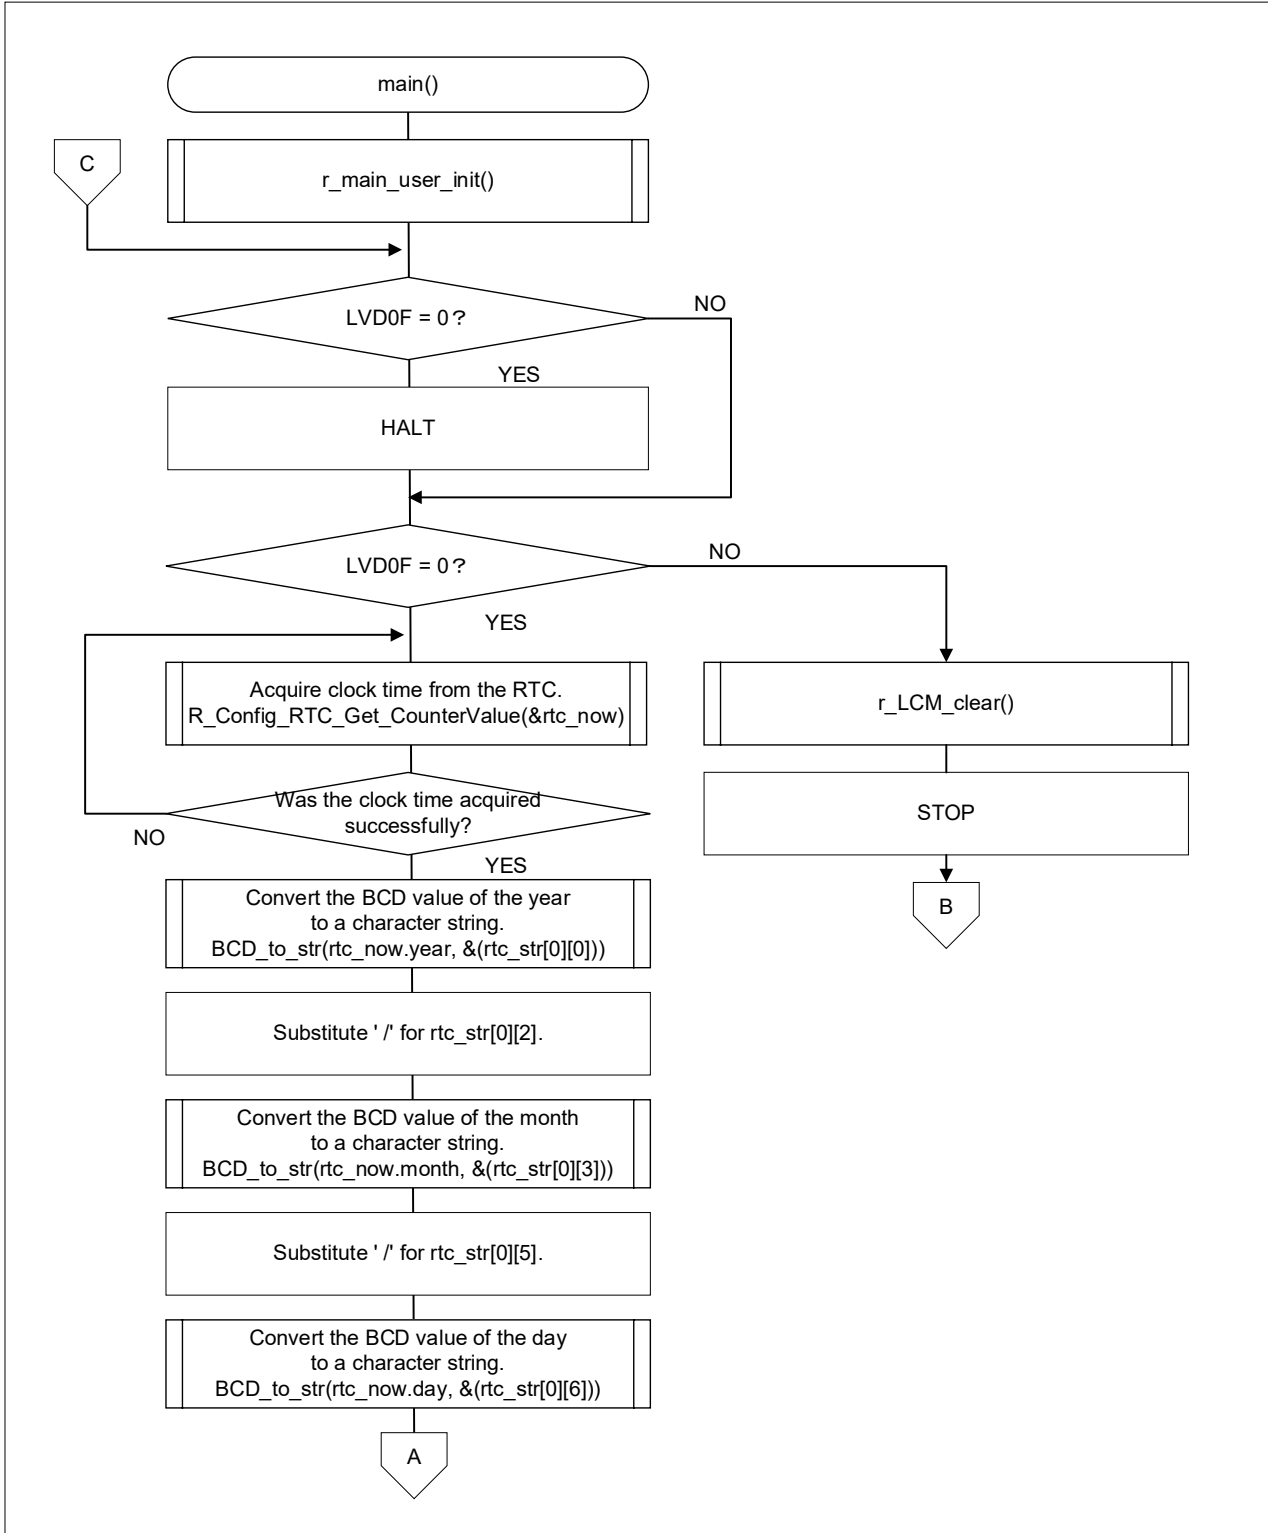 main()
C
r_main_user_init()
LVD0F = 0?
NO
YES
HALT
LVD0F = 0?
NO
YES
Acquire clock time from the RTC.
R_Config_RTC_Get_CounterValue(&rtc_now)
r_LCM_clear()
Was the clock time acquired
successfully?
STOP
NO
YES
Convert the BCD value of the year
to a character string.
BCD_to_str(rtc_now.year, &(rtc_str[0][0]))
B
Substitute ' /' for rtc_str[0][2].
Convert the BCD value of the month
to a character string.
BCD_to_str(rtc_now.month, &(rtc_str[0][3]))
Substitute ' /' for rtc_str[0][5].
Convert the BCD value of the day
to a character string.
BCD_to_str(rtc_now.day, &(rtc_str[0][6]))
A